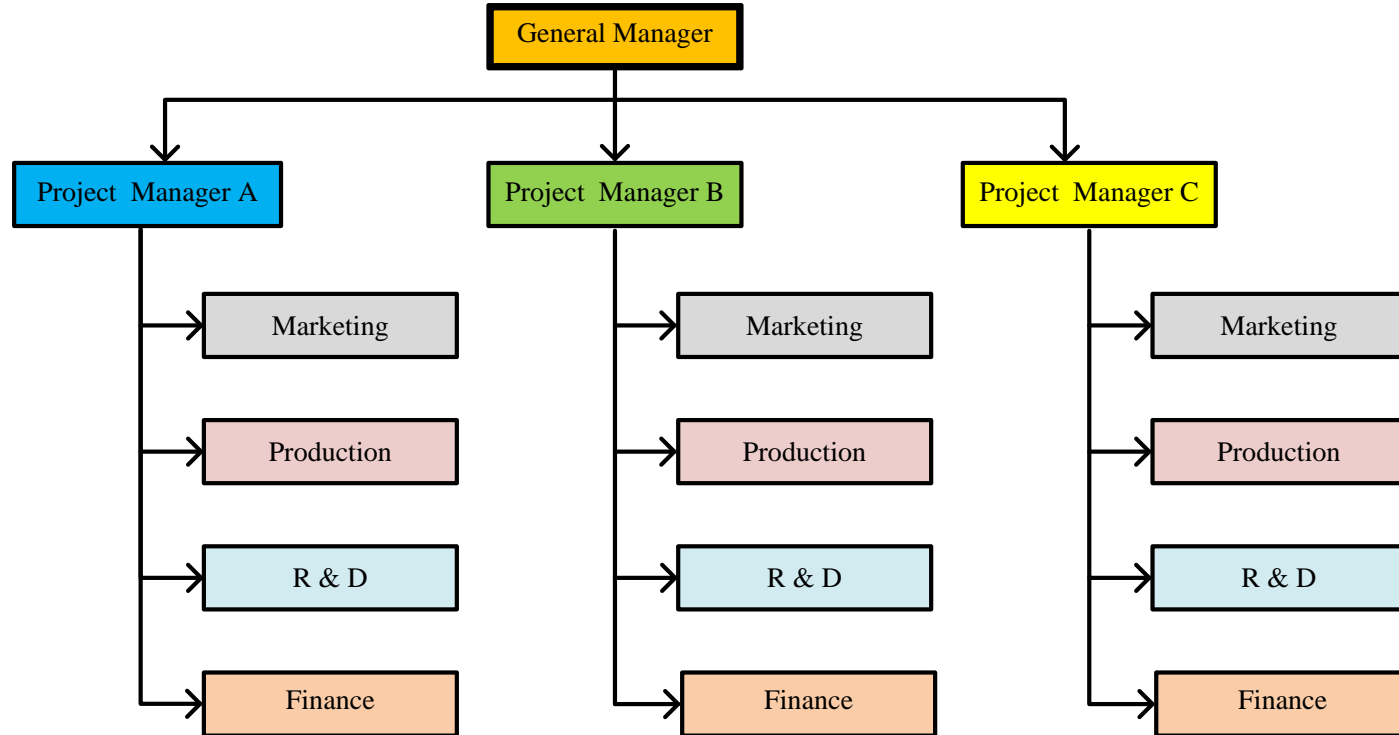 General Manager
Project Manager A
Project Manager B
Project Manager C
Marketing
Marketing
Marketing
Production
Production
Production
R & D
R & D
R & D
Finance
Finance
Finance